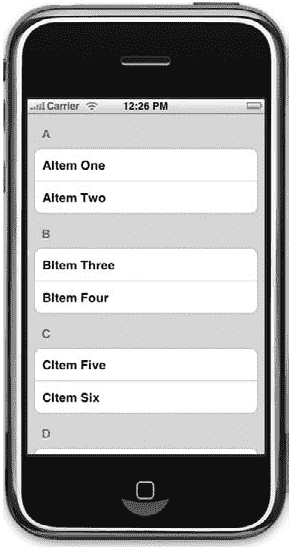 Carrier 12:26 PM
A
AItem One
AItem Two
B
BItem Three
BItem Four
C
CItem Five
CItem Six
D